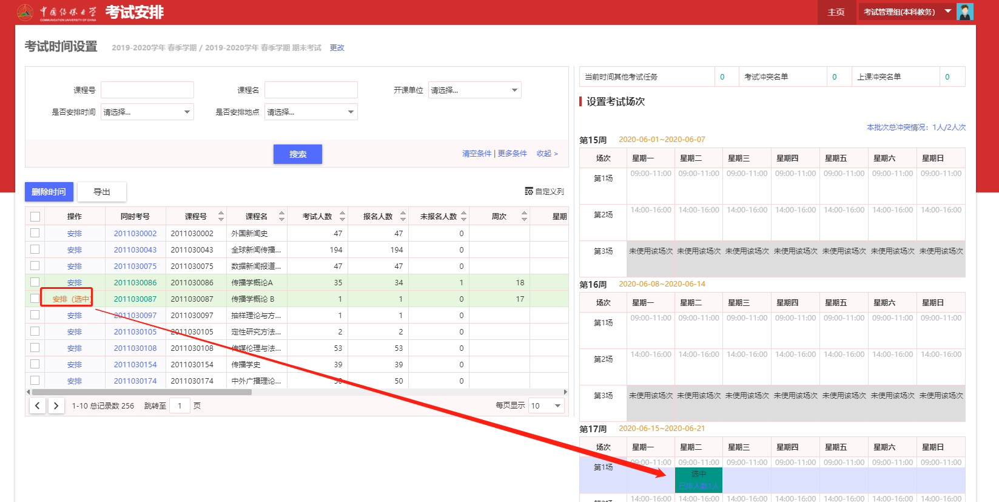 中国传媒大学 考试安排 主页 考试管理组(本科教务)
COMMUNICATION UNIVERSITY OF CHINA
考试时间设置 2019-2020学年 春季学期 / 2019-2020学年 春季学期 期末考试 更改
课程号 课程名 开课单位 请选择...
是否安排时间 请选择... 是否安排地点 请选择...
搜索 清空条件 | 更多条件 收起 >
删除时间 导出 自定义列
操作 同时考号 课程号 课程名 考试人数 报名人数 未报名人数 周次 星期
安排 2011030002 2011030002 外国新闻史 47 47 0
安排 2011030043 2011030043 全球新闻传播... 194 194 0
安排 2011030075 2011030075 数据新闻报道... 47 47 0
安排 2011030086 2011030086 传播学概论A 35 34 1 18
安排（选中） 2011030087 2011030087 传播学概论 B 1 1 0 17
安排 2011030097 2011030097 抽样理论与方... 1 1 0
安排 2011030105 2011030105 定性研究方法... 2 2 0
安排 2011030108 2011030108 传媒伦理与法... 53 53 0
安排 2011030154 2011030154 传播学史 39 39 0
安排 2011030174 2011030174 中外广播理论... 50 50 0
< > 1-10 总记录数 256 跳转至 1 页 每页显示 10
当前时间其他考试任务 0 考试冲突名单 0 上课冲突名单 0
设置考试场次
本批次总冲突情况：1人/2人次
第15周 2020-06-01~2020-06-07
场次 星期一 星期二 星期三 星期四 星期五 星期六 星期日
第1场 09:00-11:00 09:00-11:00 09:00-11:00 09:00-11:00 09:00-11:00 09:00-11:00 09:00-11:00
第2场 14:00-16:00 14:00-16:00 14:00-16:00 14:00-16:00 14:00-16:00 14:00-16:00 14:00-16:00
第3场 未使用该场次 未使用该场次 未使用该场次 未使用该场次 未使用该场次 未使用该场次 未使用该场次
第16周 2020-06-08~2020-06-14
场次 星期一 星期二 星期三 星期四 星期五 星期六 星期日
第1场 09:00-11:00 09:00-11:00 09:00-11:00 09:00-11:00 09:00-11:00 09:00-11:00 09:00-11:00
第2场 14:00-16:00 14:00-16:00 14:00-16:00 14:00-16:00 14:00-16:00 14:00-16:00 14:00-16:00
第3场 未使用该场次 未使用该场次 未使用该场次 未使用该场次 未使用该场次 未使用该场次 未使用该场次
第17周 2020-06-15~2020-06-21
场次 星期一 星期二 星期三 星期四 星期五 星期六 星期日
第1场 09:00-11:00 09:00-11:00 09:00-11:00 09:00-11:00 09:00-11:00 09:00-11:00 09:00-11:00
选中
已排人数1人
14:00-16:00 14:00-16:00 14:00-16:00 14:00-16:00 14:00-16:00 14:00-16:00 14:00-16:00